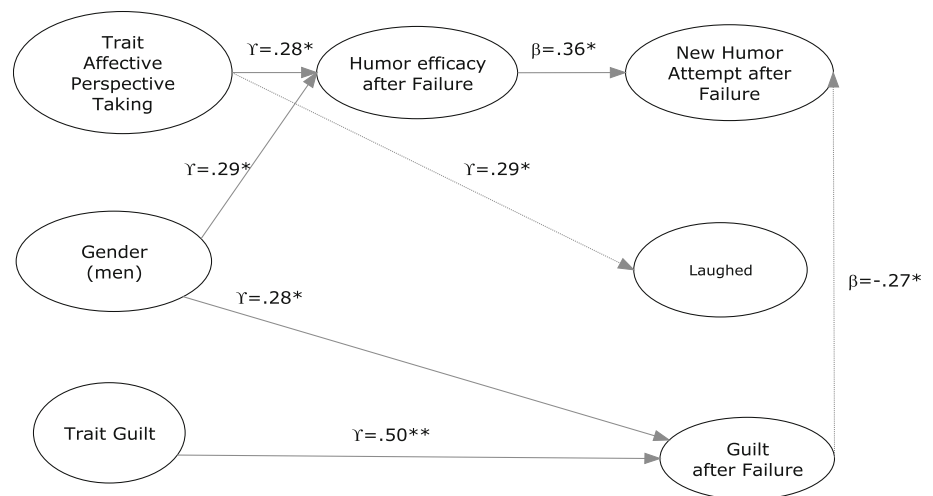 Trait
Affective
Perspective
Taking
ϒ=.28*
Humor efficacy
after Failure
β=.36*
New Humor
Attempt after
Failure
ϒ=.29*
ϒ=.29*
Gender
(men)
Laughed
β=-.27*
ϒ=.28*
Trait Guilt
ϒ=.50**
Guilt
after Failure